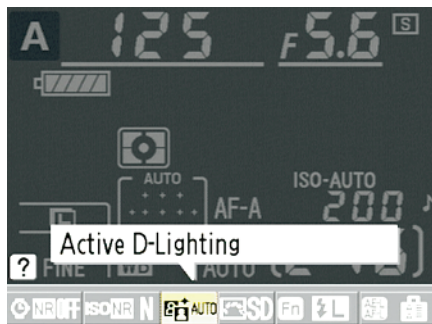 A 125 F5.6 S
AUTO
ISO-AUTO
AF-A 200
L
Active D-Lighting
? FINE WB AUTO
NR OFF ISO NR N AUTO SD Fn L